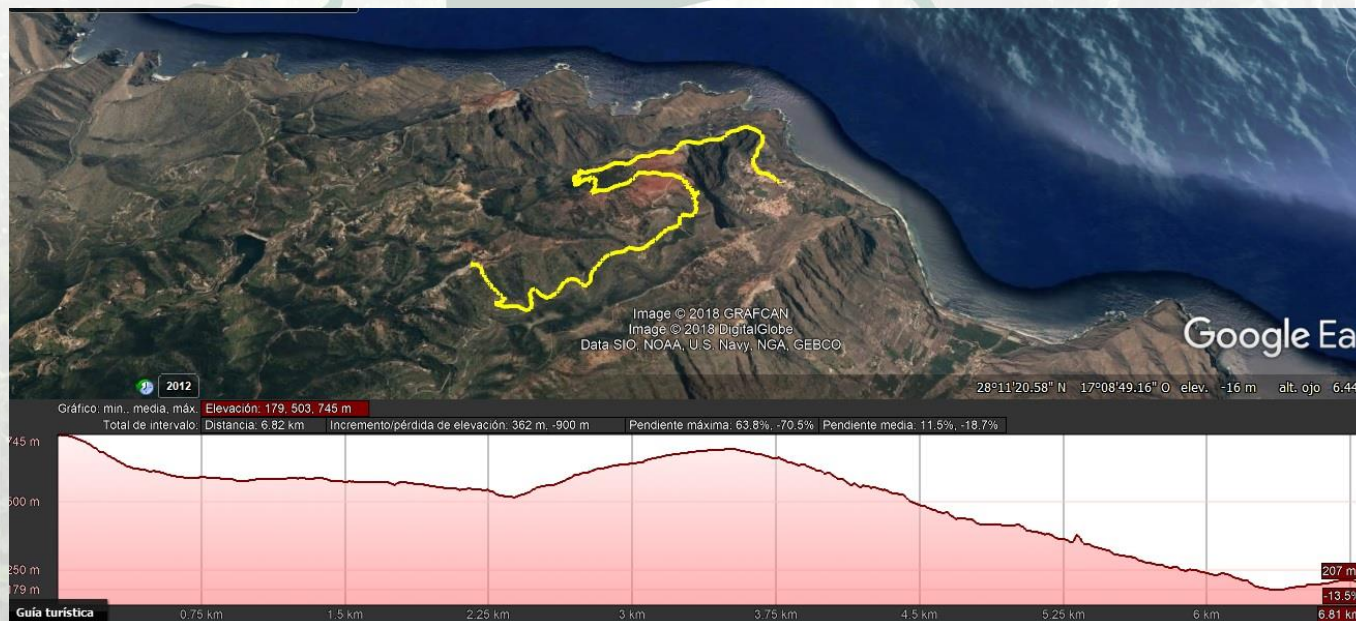 Image © 2018 GRAFCAN
Image © 2018 DigitalGlobe
Data SIO, NOAA, U.S. Navy, NGA, GEBCO
Google Ea
2012
28°11'20.58" N 17°08'49.16" O elev. -16 m alt. ojo 6.44
Gráfico: min., media, máx. Elevación: 179, 503, 745 m
Total de intervalo: Distancia: 6.82 km Incremento/pérdida de elevación: 362 m, -900 m Pendiente máxima: 63.8%, -70.5% Pendiente media: 11.5%, -18.7%
745 m
500 m
250 m
179 m
207 m
-13.5%
Guía turística
0.75 km 1.5 km 2.25 km 3 km 3.75 km 4.5 km 5.25 km 6 km 6.81 km